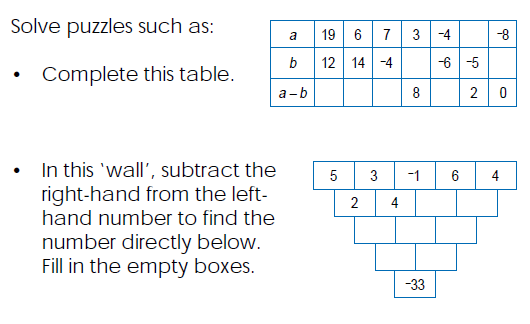 Solve puzzles such as:
• Complete this table.
a 19 6 7 3 ⁻4 ⁻8
b 12 14 ⁻4 ⁻6 ⁻5
a – b 8 2 0
• In this ‘wall’, subtract the
right-hand from the left-
hand number to find the
number directly below.
Fill in the empty boxes.
5 3 ⁻1 6 4
2 4
⁻33